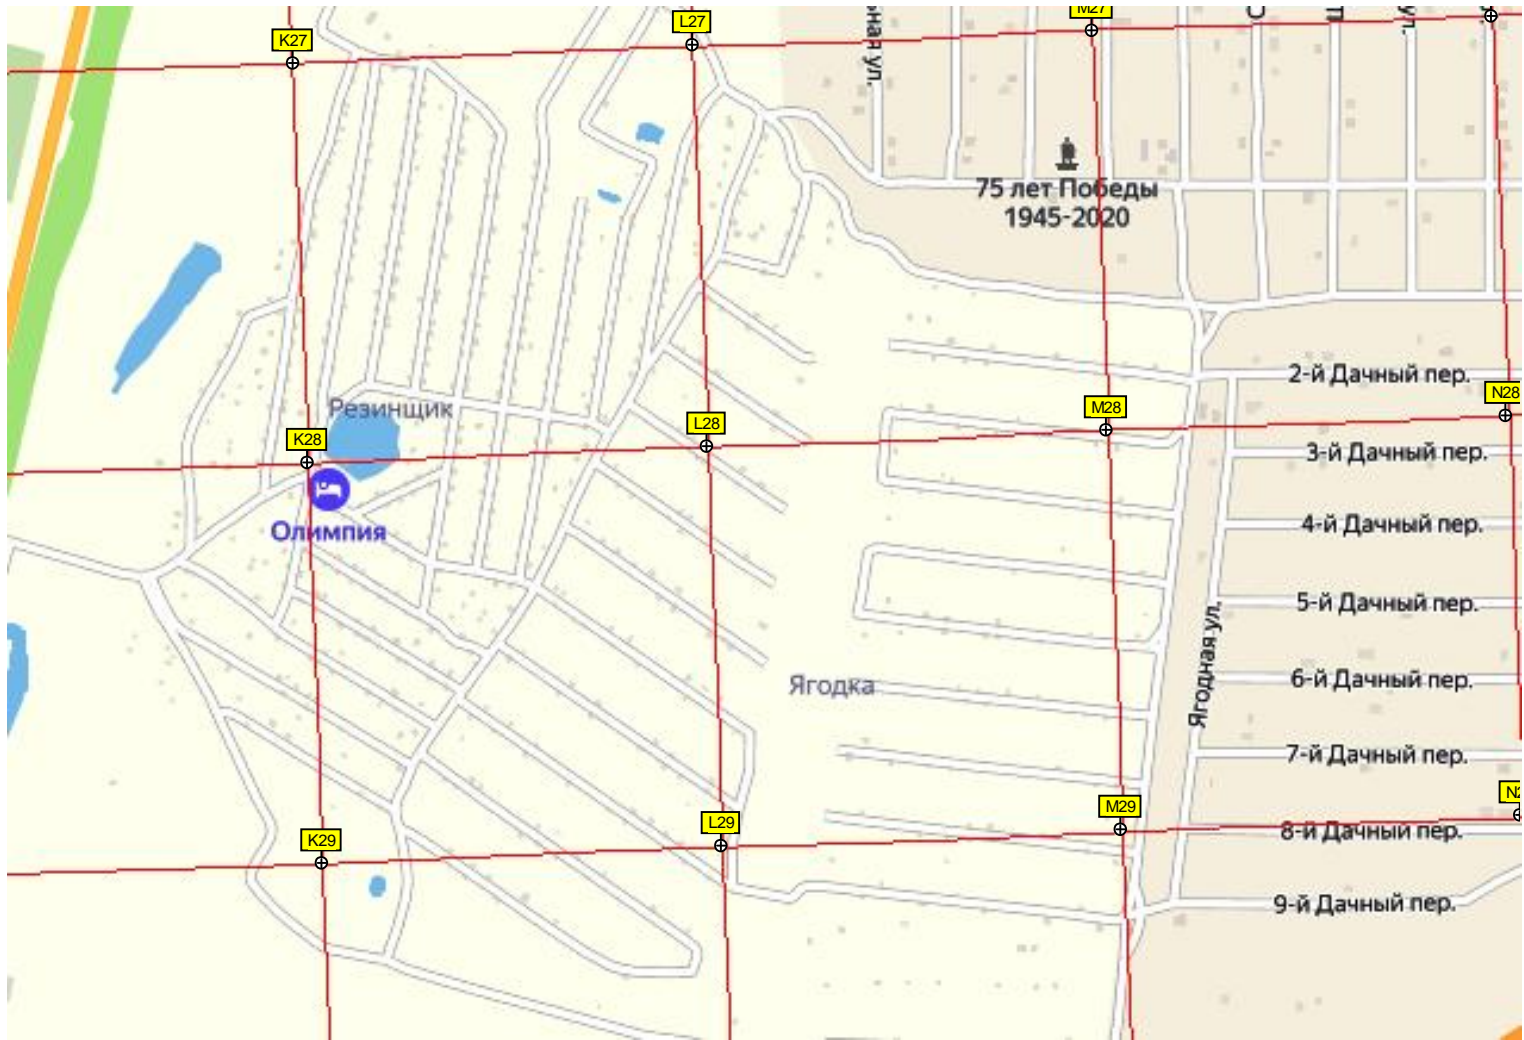 K27
L27
M27
ул.
75 лет Победы
1945-2020
2-й Дачный пер.
N28
Резинщик
M28
L28
K28
3-й Дачный пер.
Олимпия
4-й Дачный пер.
5-й Дачный пер.
Ягодная ул.
Ягодка
6-й Дачный пер.
7-й Дачный пер.
M29
L29
K29
8-й Дачный пер.
9-й Дачный пер.